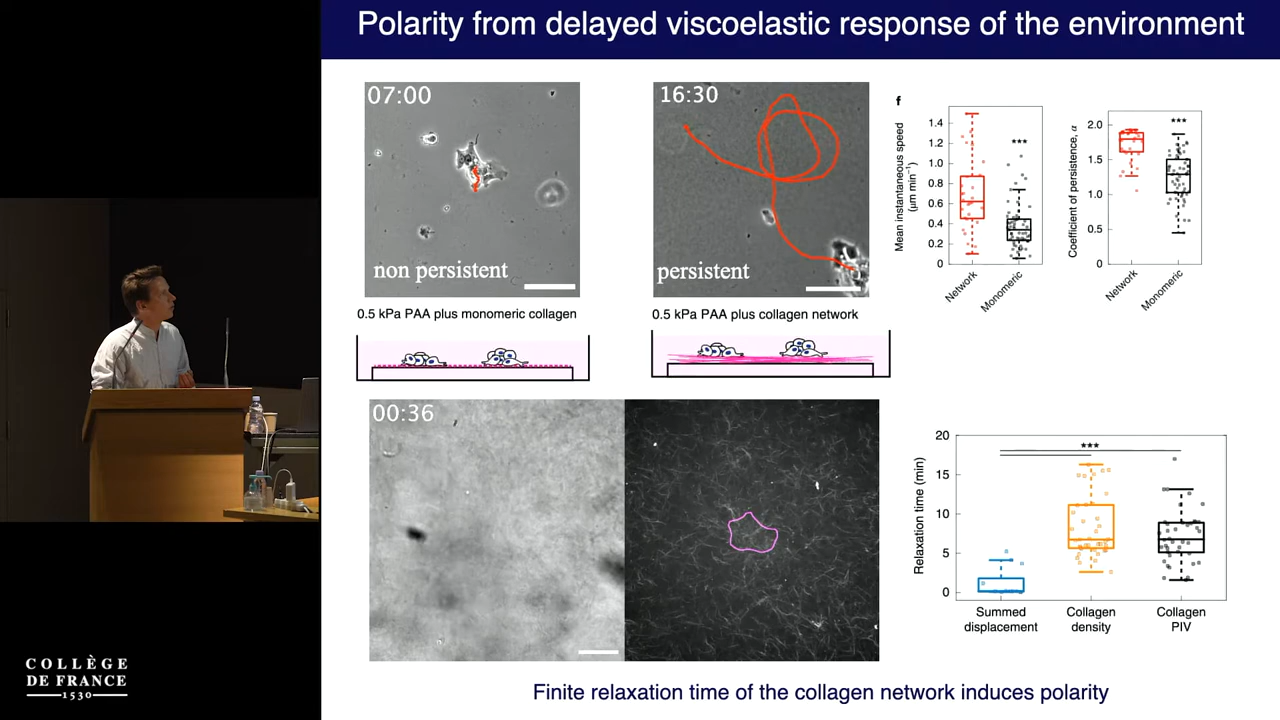 Polarity from delayed viscoelastic response of the environment
07:00
non persistent
16:30
persistent
0.5 kPa PAA plus monomeric collagen
0.5 kPa PAA plus collagen network
f
Mean instantaneous speed
(μm min⁻¹)
1.4
1.2
1.0
0.8
0.6
0.4
0.2
0
***
Network
Monomeric
Coefficient of persistence, α
2.0
1.5
1.0
0.5
0
***
Network
Monomeric
00:36
Relaxation time (min)
20
15
10
5
0
***
Summed
displacement
Collagen
density
Collagen
PIV
Finite relaxation time of the collagen network induces polarity
COLLÈGE
DE FRANCE
1530